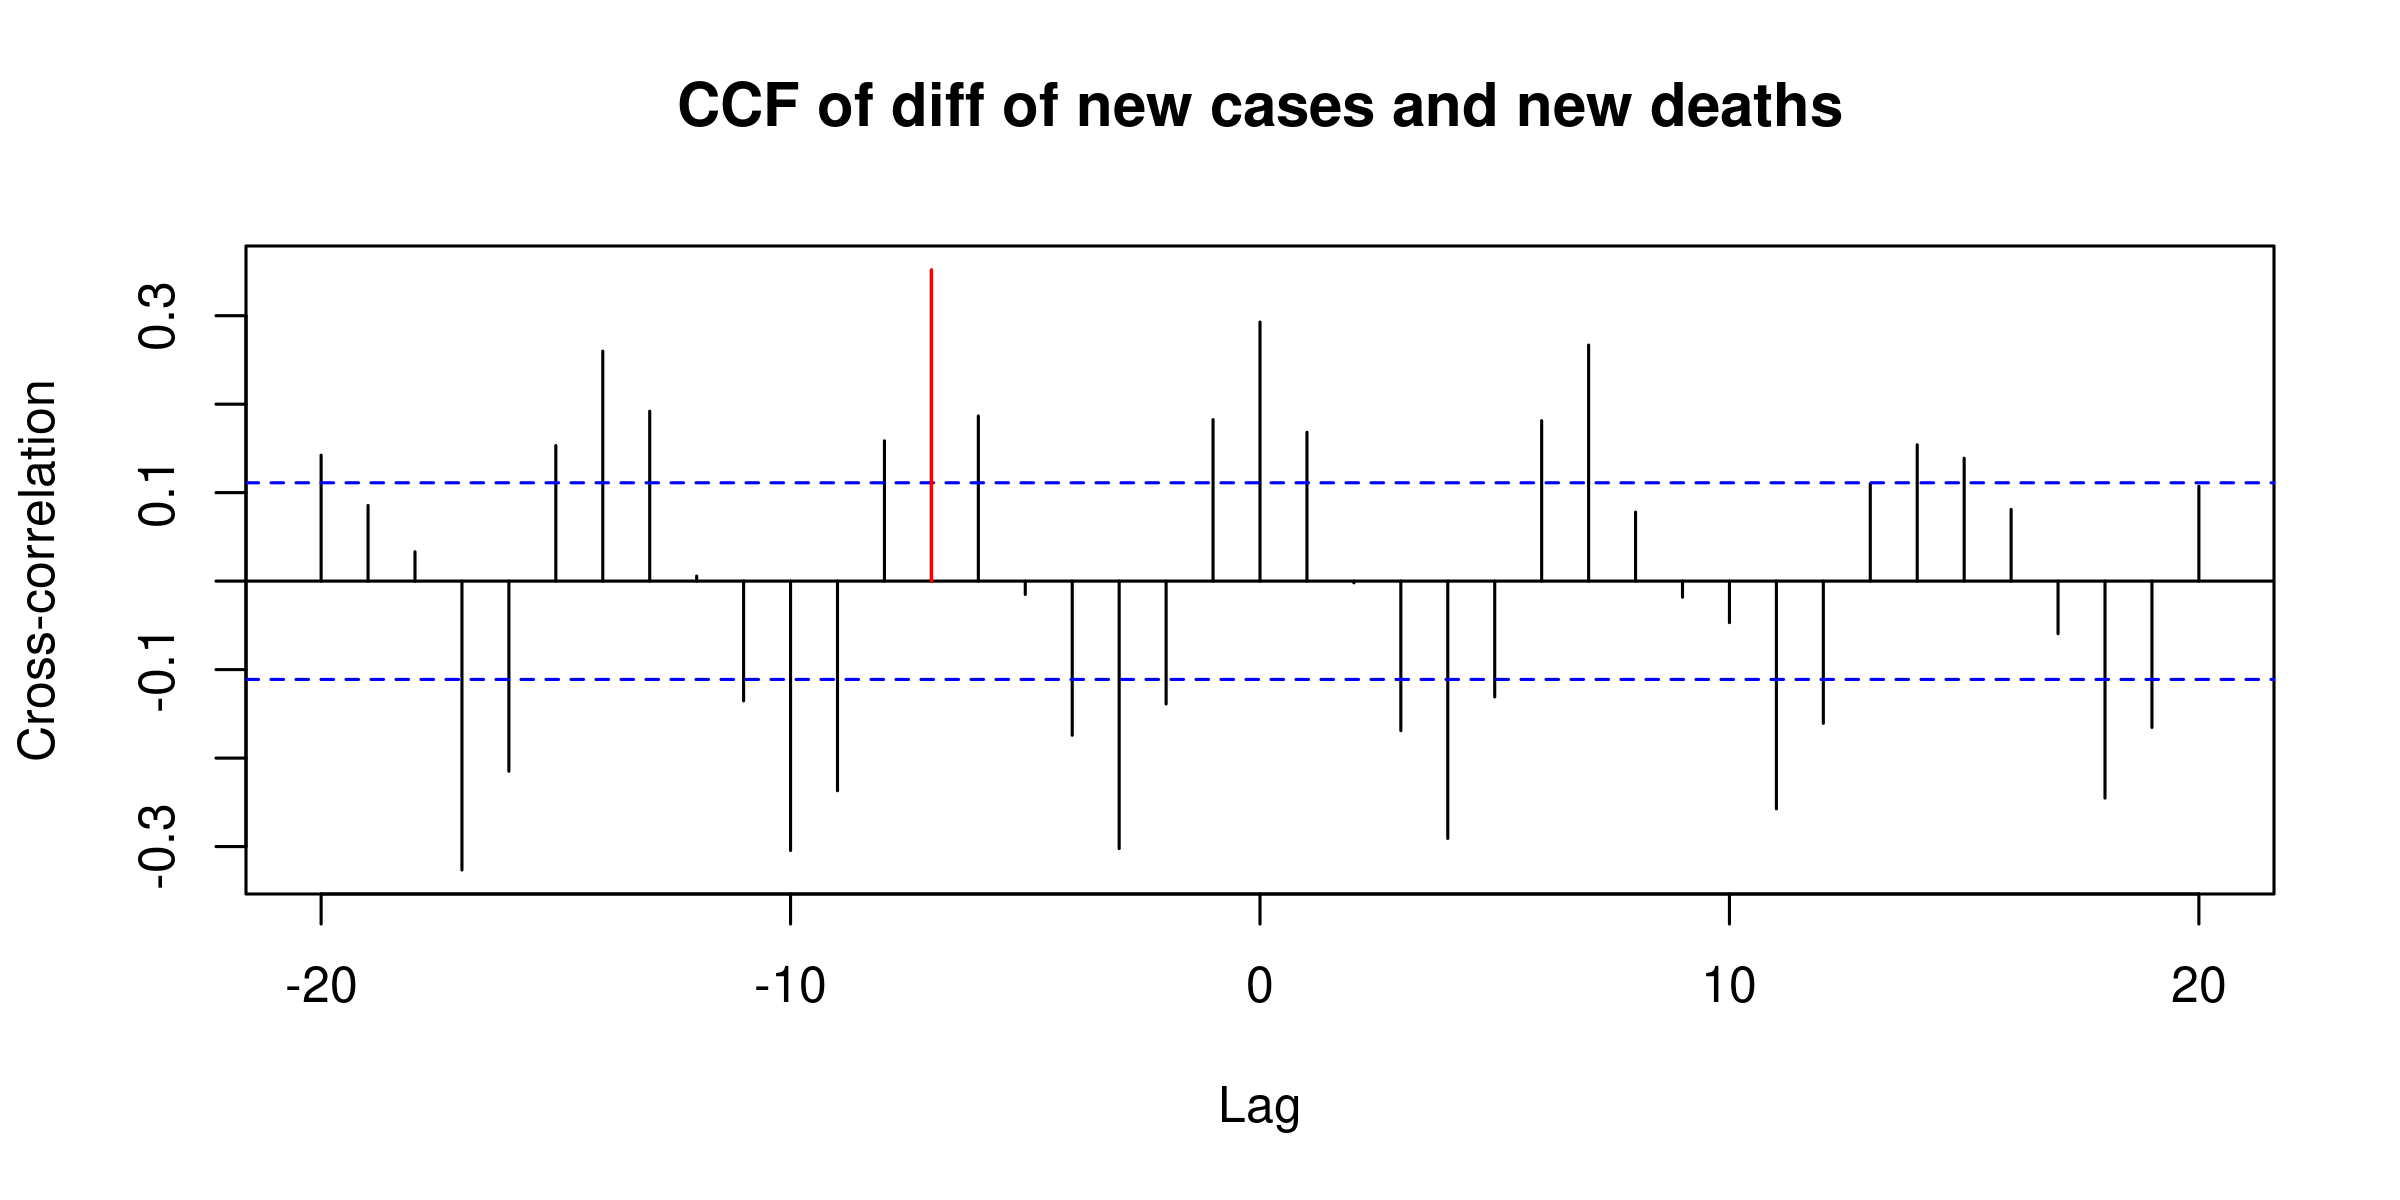 CCF of diff of new cases and new deaths
Cross-correlation
0.3
0.1
-0.1
-0.3
-20 -10 0 10 20
Lag